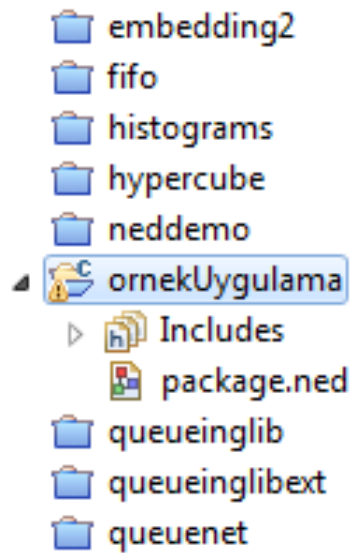 embedding2
fifo
histograms
hypercube
neddemo
ornekUygulama
Includes
package.ned
queueinglib
queueinglibext
queuenet